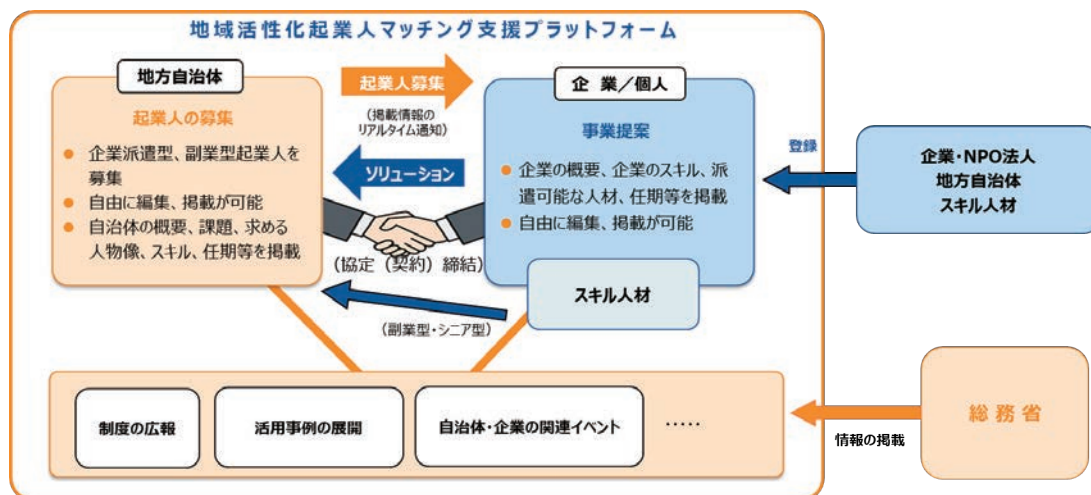 地域活性化起業人マッチング支援プラットフォーム
地方自治体
起業人の募集
● 企業派遣型、副業型起業人を
募集
● 自由に編集、掲載が可能
● 自治体の概要、課題、求める
人物像、スキル、任期等を掲載
起業人募集
（掲載情報の
リアルタイム通知）
ソリューション
（協定（契約）締結）
（副業型・シニア型）
企 業／個人
事業提案
● 企業の概要、企業のスキル、派
遣可能な人材、任期等を掲載
● 自由に編集、掲載が可能
スキル人材
登録
企業・NPO法人
地方自治体
スキル人材
制度の広報
活用事例の展開
自治体・企業の関連イベント
・・・・・
情報の掲載
総務省